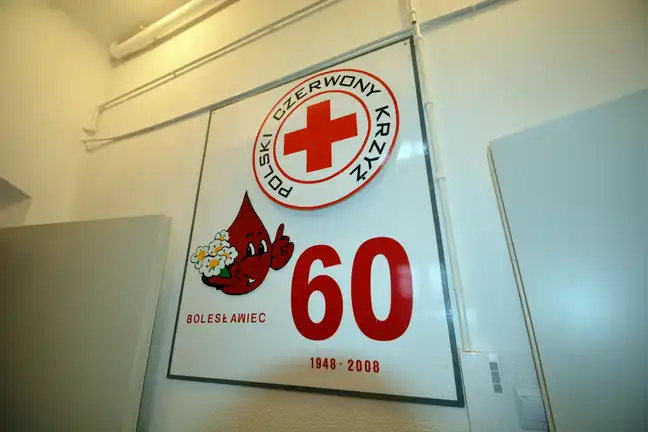 POLSKI CZERWONY KRZYŻ
60
BOLESŁAWIEC
1948 · 2008